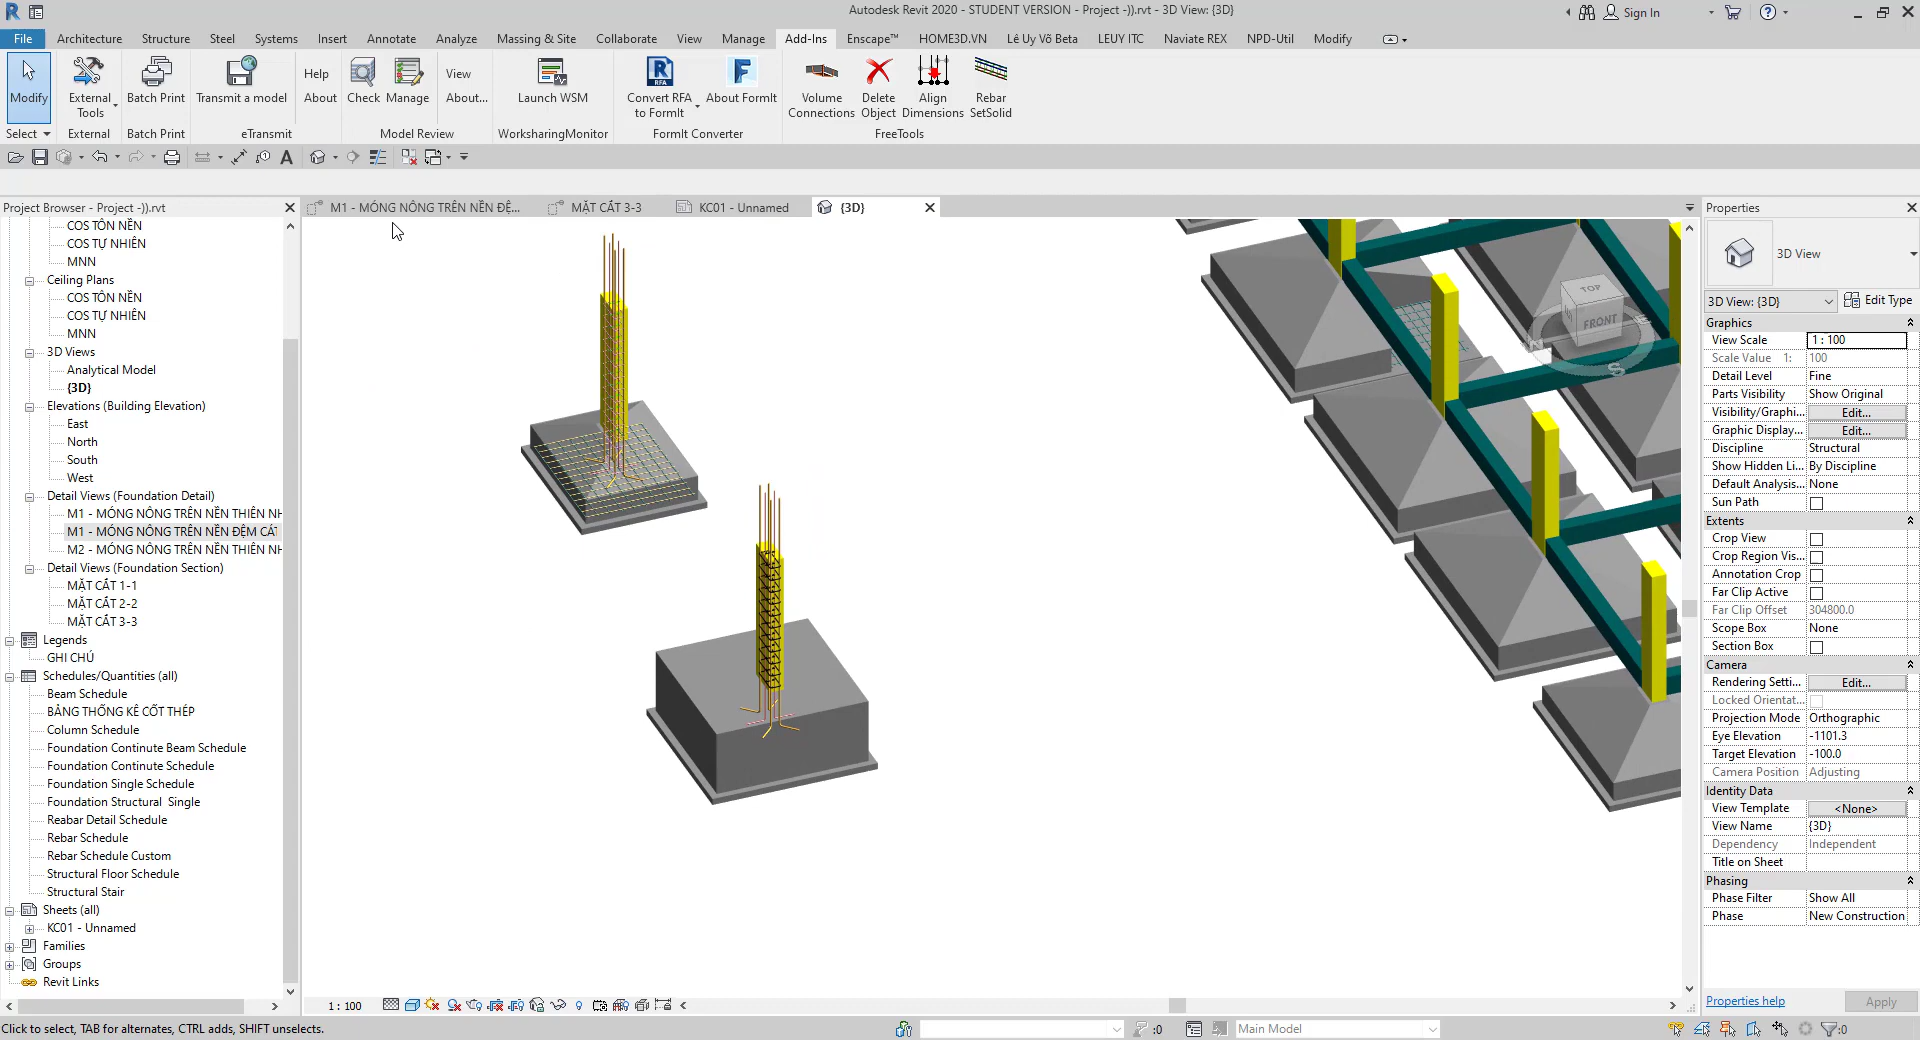 Autodesk Revit 2020 - STUDENT VERSION - Project -)).rvt - 3D View: {3D}
Sign In
File Architecture Structure Steel Systems Insert Annotate Analyze Massing & Site Collaborate View Manage Add-Ins Enscape™ HOME3D.VN Lê Uy Võ Beta LEUY ITC Naviate REX NPD-Util Modify
Modify
External Tools
Batch Print
Transmit a model
Help
About
Check
Manage
View
About...
Launch WSM
Convert RFA to FormIt
About FormIt
Volume Connections
Delete Object
Align Dimensions
Rebar SetSolid
Select
External
Batch Print
eTransmit
Model Review
WorksharingMonitor
FormIt Converter
FreeTools
Project Browser - Project -)).rvt
COS TÔN NỀN
COS TỰ NHIÊN
MNN
Ceiling Plans
COS TÔN NỀN
COS TỰ NHIÊN
MNN
3D Views
Analytical Model
{3D}
Elevations (Building Elevation)
East
North
South
West
Detail Views (Foundation Detail)
M1 - MÓNG NÔNG TRÊN NỀN THIÊN NH
M1 - MÓNG NÔNG TRÊN NỀN ĐỆM CÁT
M2 - MÓNG NÔNG TRÊN NỀN THIÊN NH
Detail Views (Foundation Section)
MẶT CẮT 1-1
MẶT CẮT 2-2
MẶT CẮT 3-3
Legends
GHI CHÚ
Schedules/Quantities (all)
Beam Schedule
BẢNG THỐNG KÊ CỐT THÉP
Column Schedule
Foundation Continute Beam Schedule
Foundation Continute Schedule
Foundation Single Schedule
Foundation Structural Single
Reabar Detail Schedule
Rebar Schedule
Rebar Schedule Custom
Structural Floor Schedule
Structural Stair
Sheets (all)
KC01 - Unnamed
Families
Groups
Revit Links
M1 - MÓNG NÔNG TRÊN NỀN ĐỆ...
MẶT CẮT 3-3
KC01 - Unnamed
{3D}
TOP
FRONT
S
1 : 100
Properties
3D View
3D View: {3D}
Edit Type
Graphics
View Scale 1 : 100
Scale Value 1: 100
Detail Level Fine
Parts Visibility Show Original
Visibility/Graphi... Edit...
Graphic Display... Edit...
Discipline Structural
Show Hidden Li... By Discipline
Default Analysis... None
Sun Path
Extents
Crop View
Crop Region Vis...
Annotation Crop
Far Clip Active
Far Clip Offset 304800.0
Scope Box None
Section Box
Camera
Rendering Setti... Edit...
Locked Orientat...
Projection Mode Orthographic
Eye Elevation -1101.3
Target Elevation -100.0
Camera Position Adjusting
Identity Data
View Template <None>
View Name {3D}
Dependency Independent
Title on Sheet
Phasing
Phase Filter Show All
Phase New Construction
Properties help
Apply
Click to select, TAB for alternates, CTRL adds, SHIFT unselects.
:0
Main Model
:0